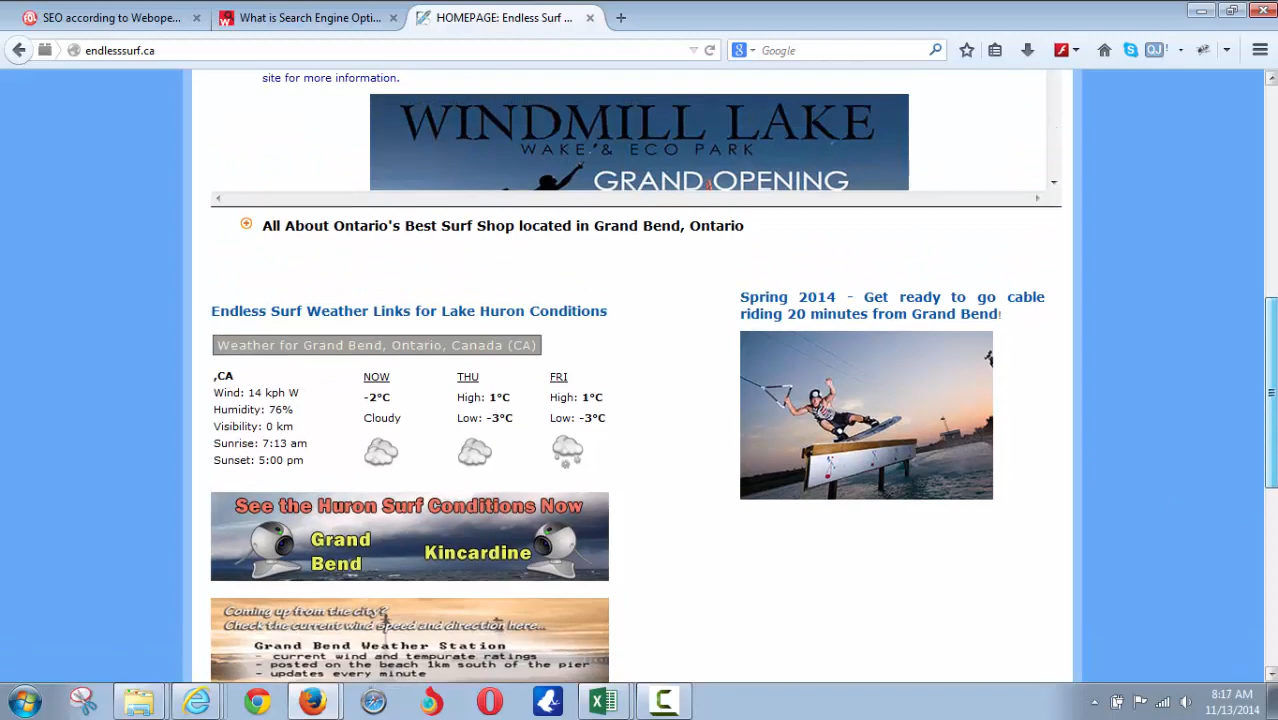 SEO according to Webope... ×
What is Search Engine Opti... ×
HOMEPAGE: Endless Surf ... ×
endlesssurf.ca
Google
site for more information.
WINDMILL LAKE
WAKE & ECO PARK
GRAND OPENING
All About Ontario's Best Surf Shop located in Grand Bend, Ontario
Endless Surf Weather Links for Lake Huron Conditions
Spring 2014 - Get ready to go cable
riding 20 minutes from Grand Bend!
Weather for Grand Bend, Ontario, Canada (CA)
,CA
NOW THU FRI
Wind: 14 kph W
-2°C High: 1°C High: 1°C
Humidity: 76%
Cloudy Low: -3°C Low: -3°C
Visibility: 0 km
Sunrise: 7:13 am
Sunset: 5:00 pm
See the Huron Surf Conditions Now
Grand
Bend
Kincardine
Coming up from the city?
Check the current wind speed and direction here...
Grand Bend Weather Station
- current wind and tempurate ratings
- posted on the beach 1km south of the pier
- updates every minute
8:17 AM
11/13/2014